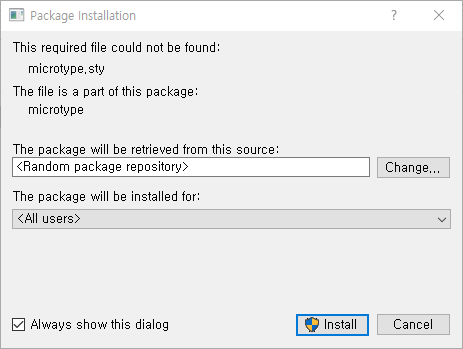 Package Installation
This required file could not be found:
microtype.sty
The file is a part of this package:
microtype
The package will be retrieved from this source:
<Random package repository>
Change...
The package will be installed for:
<All users>
Always show this dialog
Install
Cancel